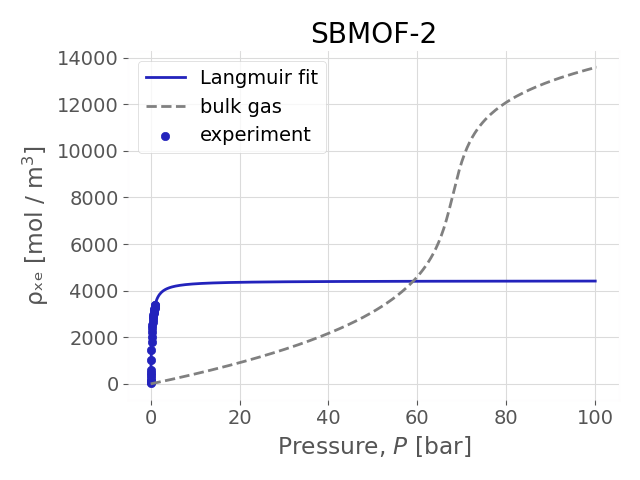 SBMOF-2
14000
12000
10000
8000
6000
4000
2000
0
ρₓₑ [mol / m³]
Langmuir fit
bulk gas
experiment
0 20 40 60 80 100
Pressure, P [bar]